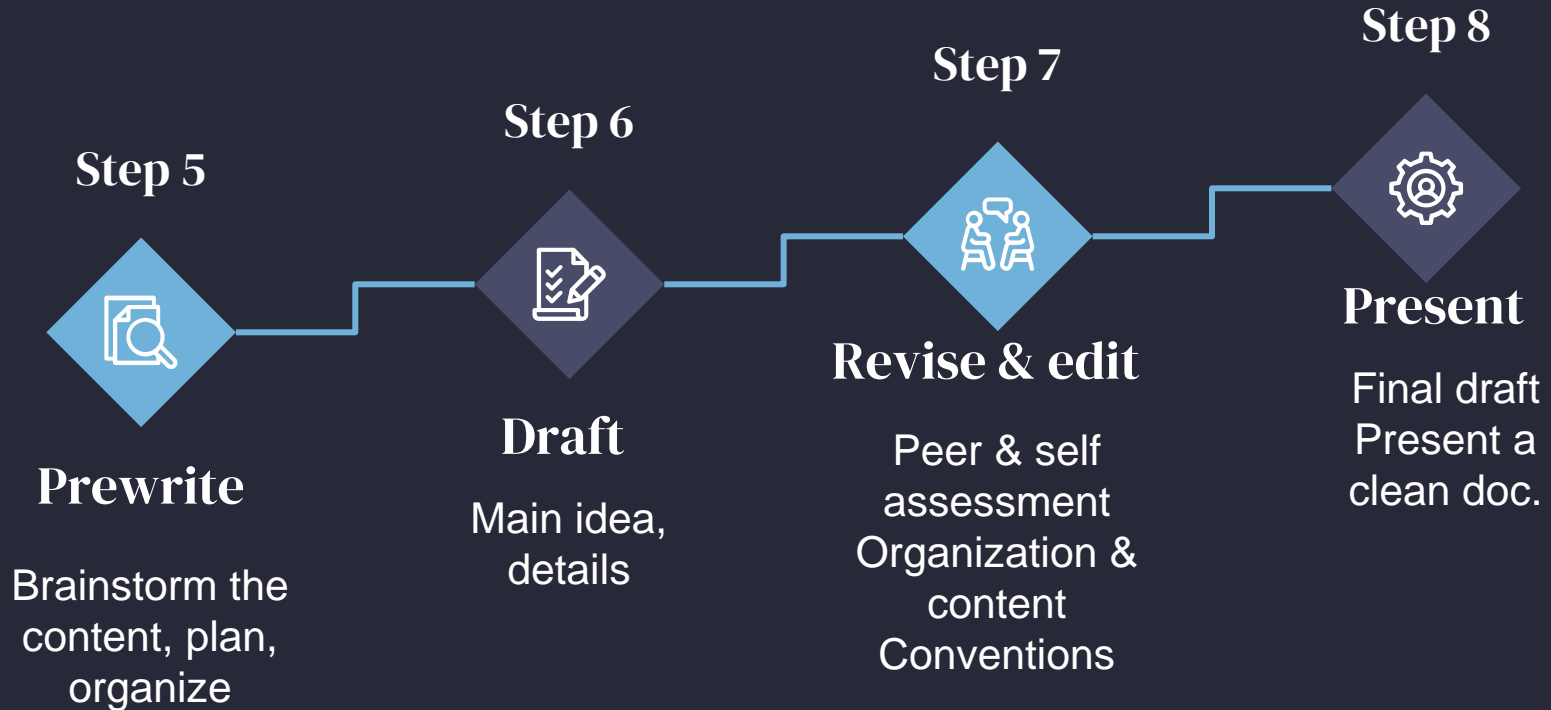 Step 5
Prewrite
Brainstorm the
content, plan,
organize
Step 6
Draft
Main idea,
details
Step 7
Revise & edit
Peer & self
assessment
Organization &
content
Conventions
Step 8
Present
Final draft
Present a
clean doc.